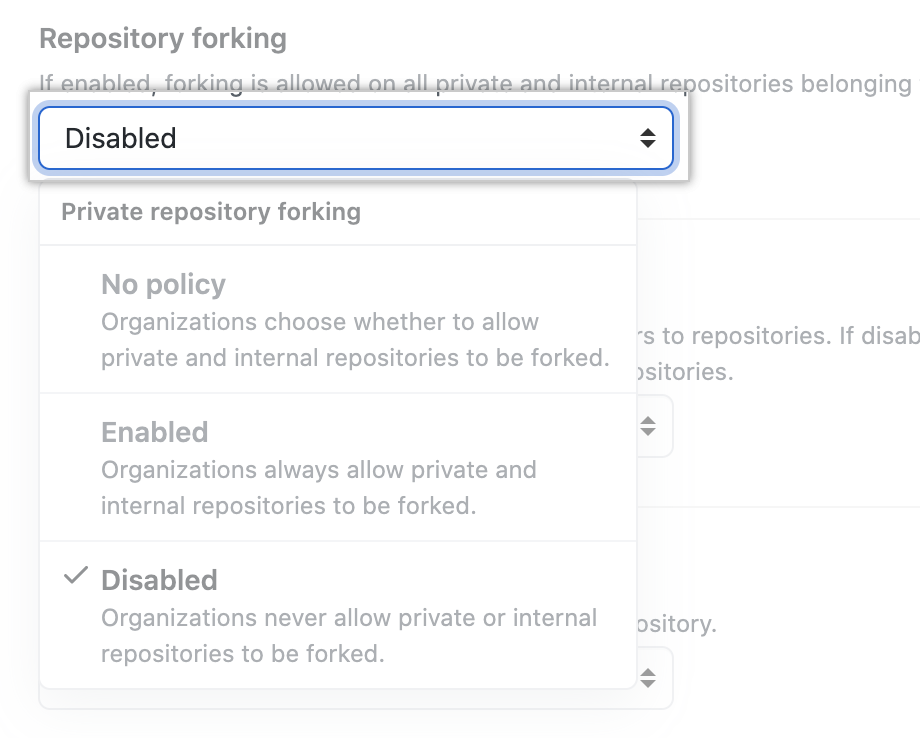 Repository forking
If enabled, forking is allowed on all private and internal repositories belonging
Disabled
Private repository forking
No policy
Organizations choose whether to allow
private and internal repositories to be forked.
rs to repositories. If disab
ositories.
Enabled
Organizations always allow private and
internal repositories to be forked.
Disabled
Organizations never allow private or internal
repositories to be forked.
ository.